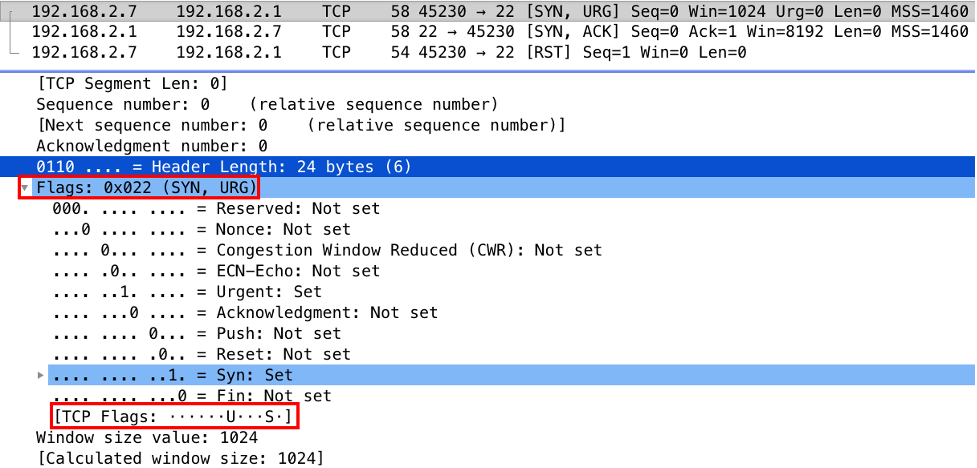 192.168.2.7 192.168.2.1 TCP 58 45230 → 22 [SYN, URG] Seq=0 Win=1024 Urg=0 Len=0 MSS=1460
192.168.2.1 192.168.2.7 TCP 58 22 → 45230 [SYN, ACK] Seq=0 Ack=1 Win=8192 Len=0 MSS=1460
192.168.2.7 192.168.2.1 TCP 54 45230 → 22 [RST] Seq=1 Win=0 Len=0
[TCP Segment Len: 0]
Sequence number: 0 (relative sequence number)
[Next sequence number: 0 (relative sequence number)]
Acknowledgment number: 0
0110 .... = Header Length: 24 bytes (6)
Flags: 0x022 (SYN, URG)
000. .... .... = Reserved: Not set
...0 .... .... = Nonce: Not set
.... 0... .... = Congestion Window Reduced (CWR): Not set
.... .0.. .... = ECN-Echo: Not set
.... ..1. .... = Urgent: Set
.... ...0 .... = Acknowledgment: Not set
.... .... 0... = Push: Not set
.... .... .0.. = Reset: Not set
.... .... ..1. = Syn: Set
.... .... ...0 = Fin: Not set
[TCP Flags: ······U···S·]
Window size value: 1024
[Calculated window size: 1024]